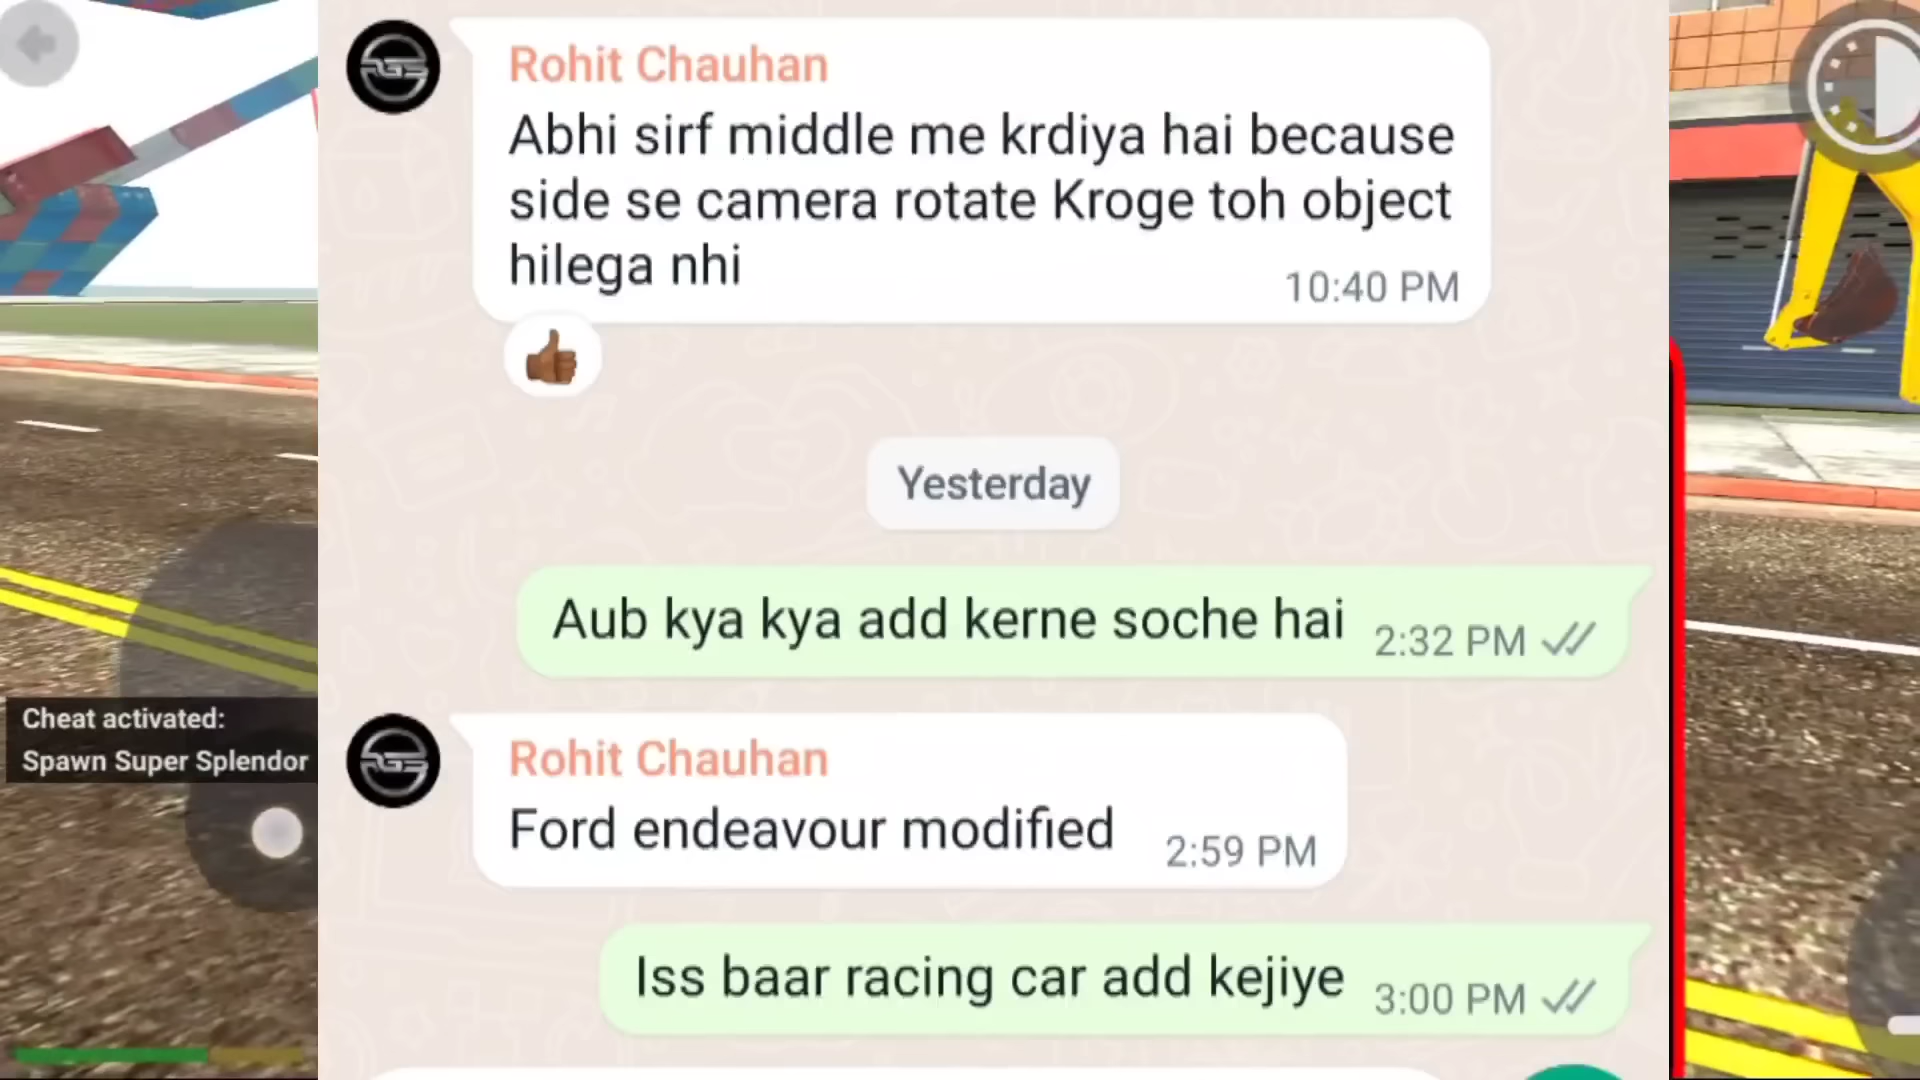 Rohit Chauhan
Abhi sirf middle me krdiya hai because
side se camera rotate Kroge toh object
hilega nhi
10:40 PM
Yesterday
Aub kya kya add kerne soche hai
2:32 PM
Cheat activated:
Spawn Super Splendor
Rohit Chauhan
Ford endeavour modified
2:59 PM
Iss baar racing car add kejiye
3:00 PM